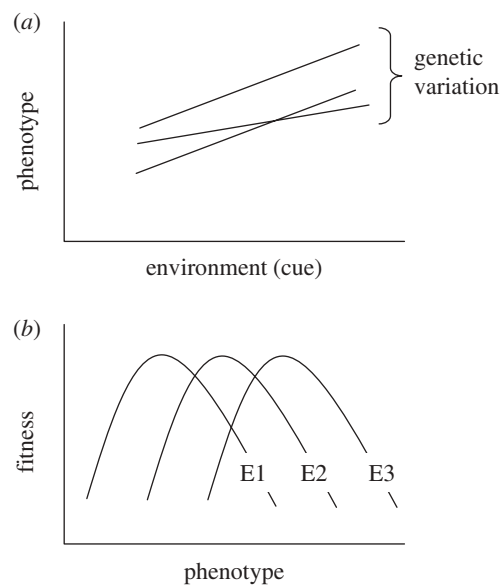 (a)
phenotype
genetic
variation
environment (cue)
(b)
fitness
E1 E2 E3
phenotype